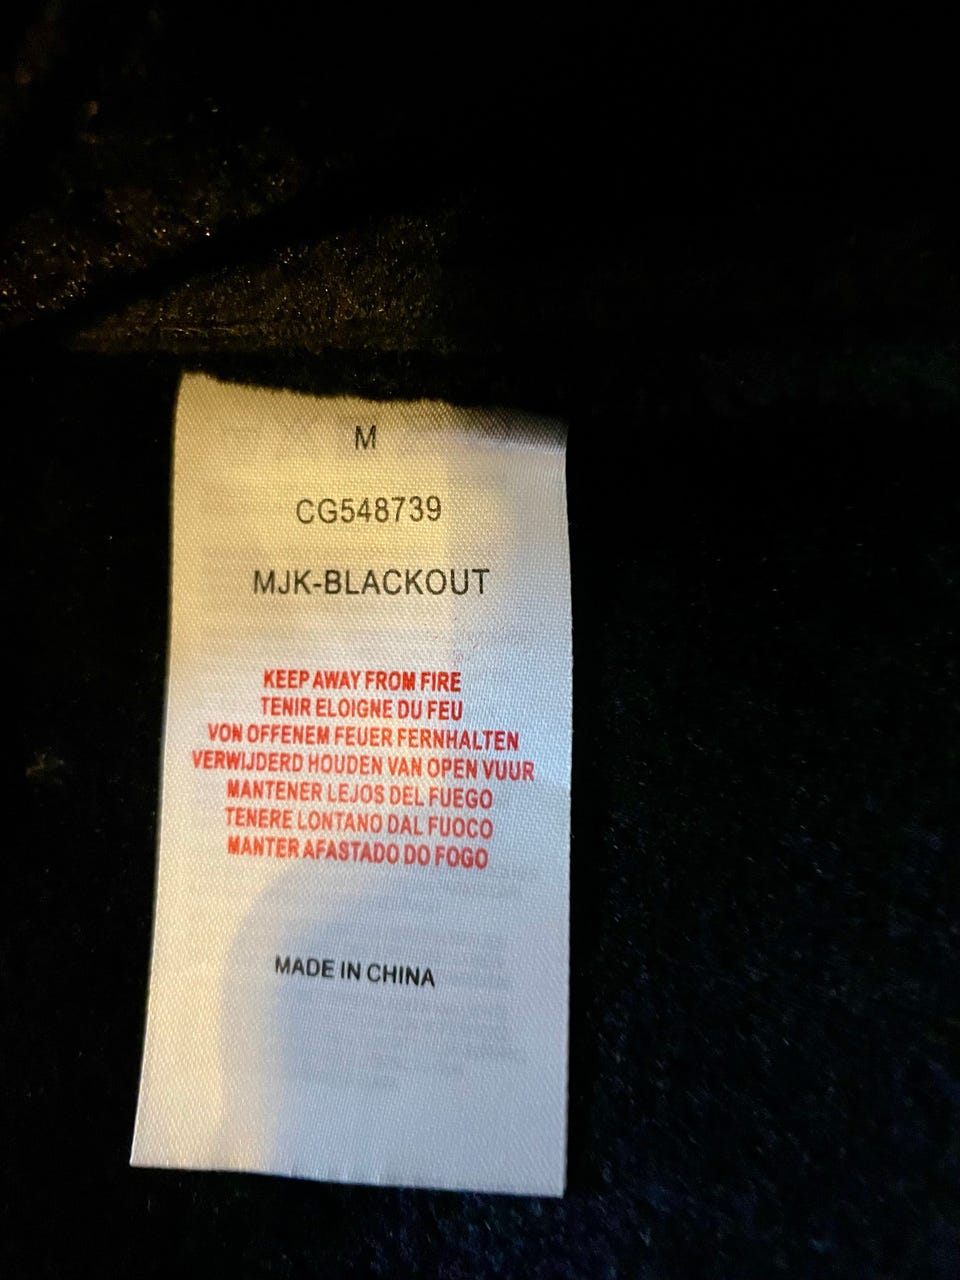 M
CG548739
MJK-BLACKOUT
KEEP AWAY FROM FIRE
TENIR ELOIGNE DU FEU
VON OFFENEM FEUER FERNHALTEN
VERWIJDERD HOUDEN VAN OPEN VUUR
MANTENER LEJOS DEL FUEGO
TENERE LONTANO DAL FUOCO
MANTER AFASTADO DO FOGO
MADE IN CHINA